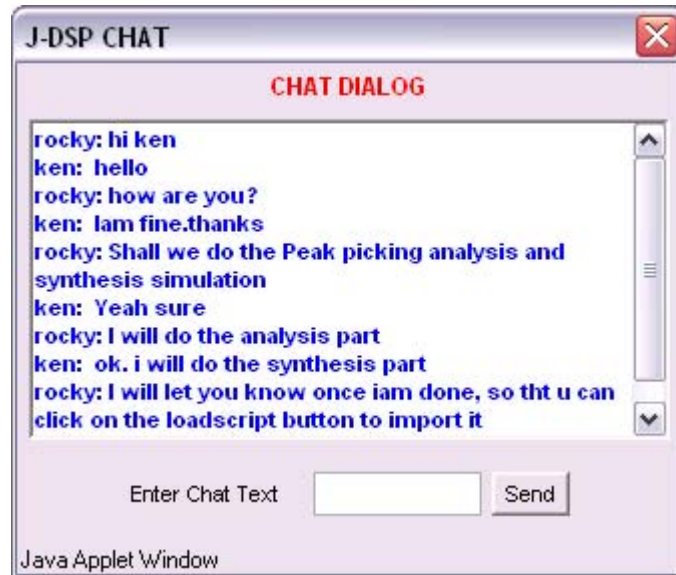 J-DSP CHAT
CHAT DIALOG
rocky: hi ken
ken: hello
rocky: how are you?
ken: Iam fine.thanks
rocky: Shall we do the Peak picking analysis and
synthesis simulation
ken: Yeah sure
rocky: I will do the analysis part
ken: ok. i will do the synthesis part
rocky: I will let you know once iam done, so tht u can
click on the loadscript button to import it
Enter Chat Text Send
Java Applet Window